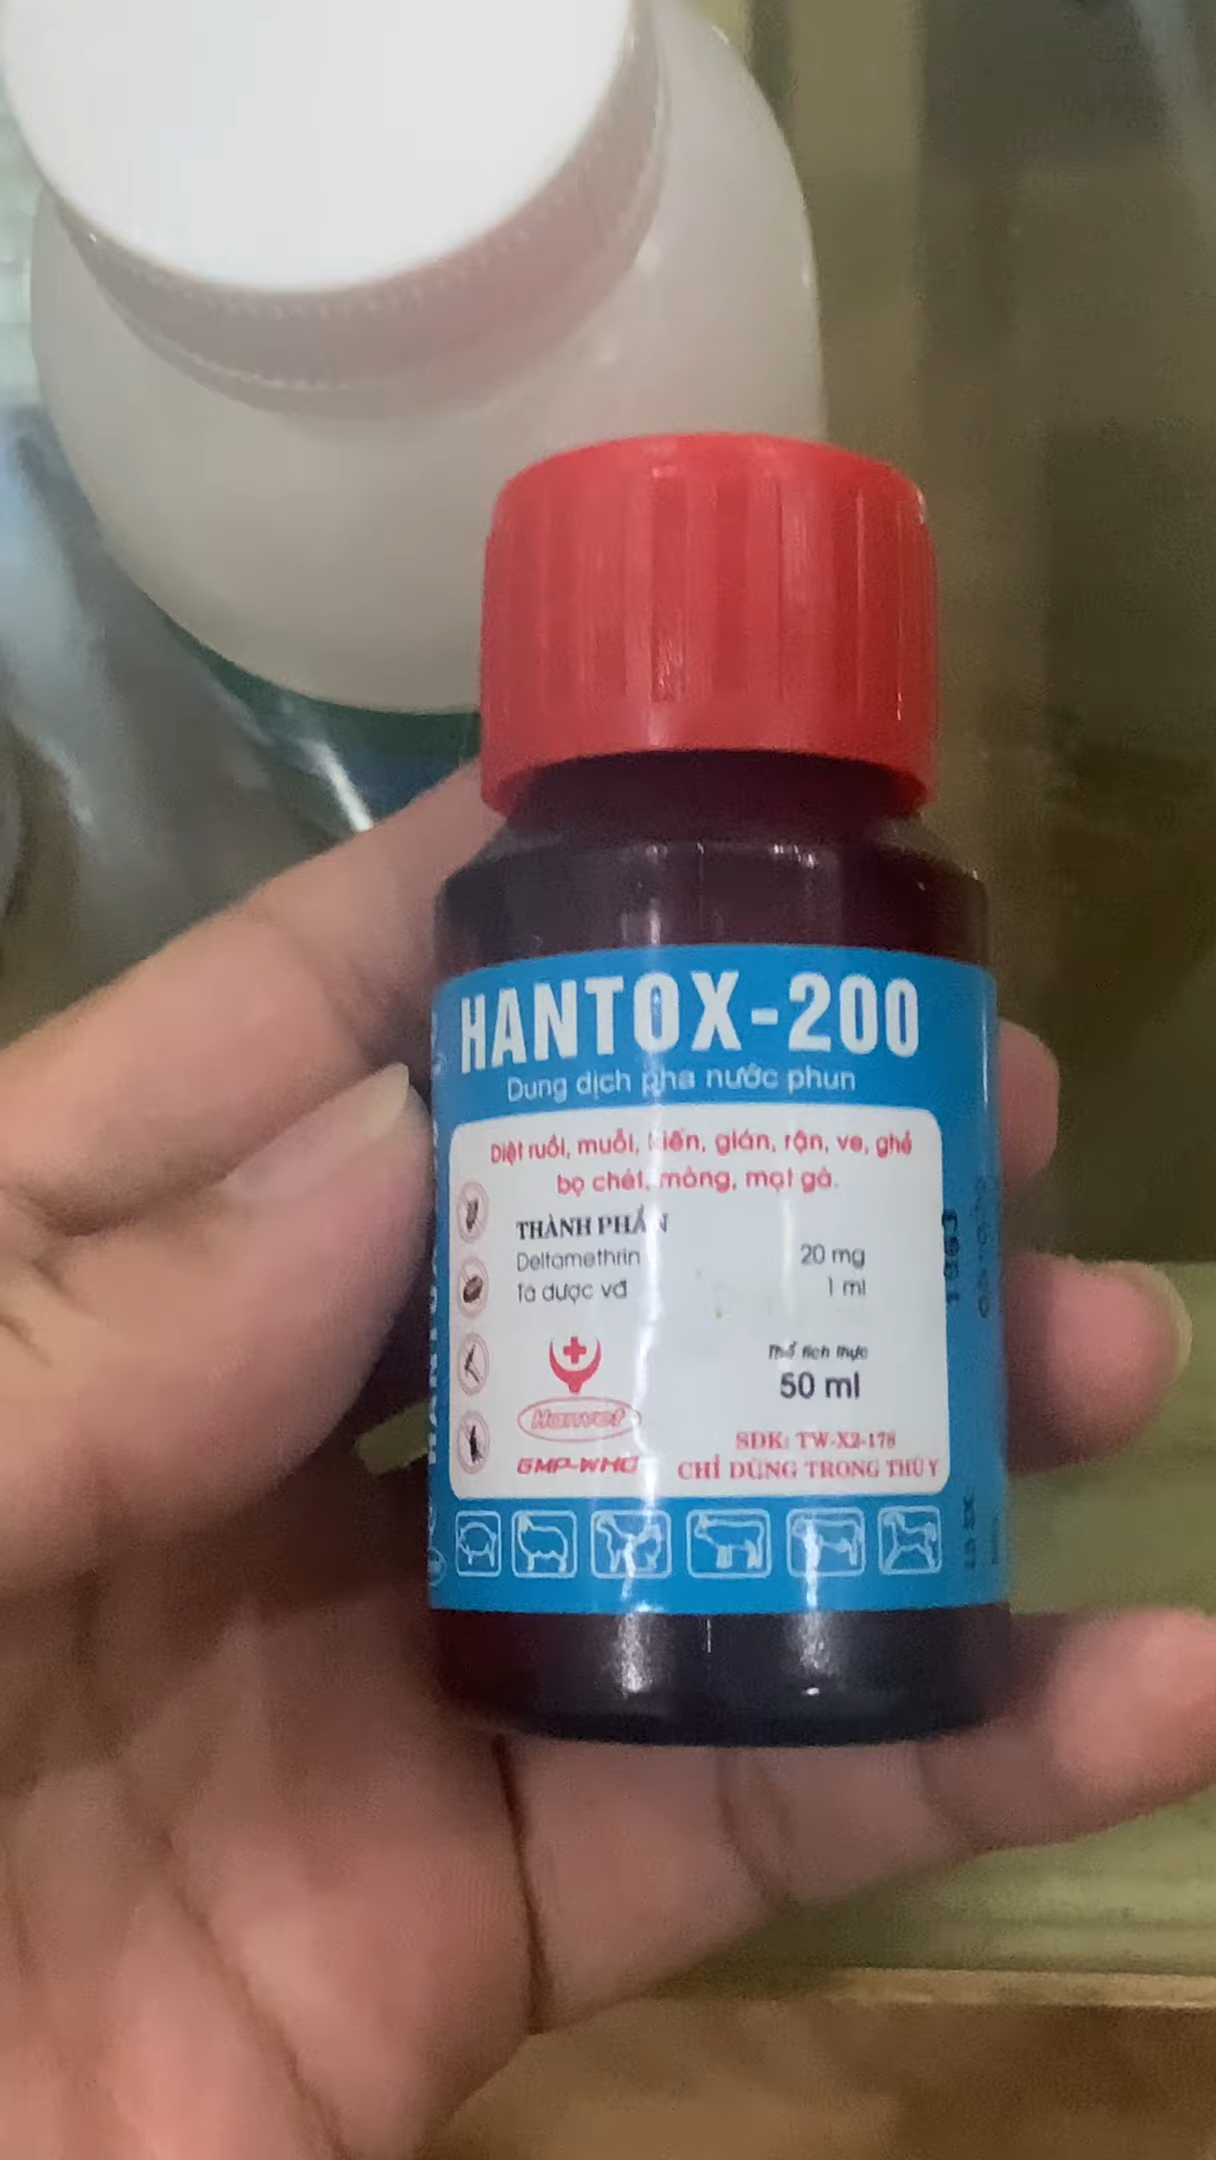 HANTOX-200
Dung dịch pha nước phun
Diệt ruồi, muỗi, kiến, gián, rận, ve, ghẻ
bọ chét, mòng, mạt gà.
THÀNH PHẦN
Deltamethrin 20 mg
Tá dược vđ 1 ml
Thể tích thực
50 ml
Hanvet
GMP-WHO
SDK: TW-X2-178
CHỈ DÙNG TRONG THÚ Y